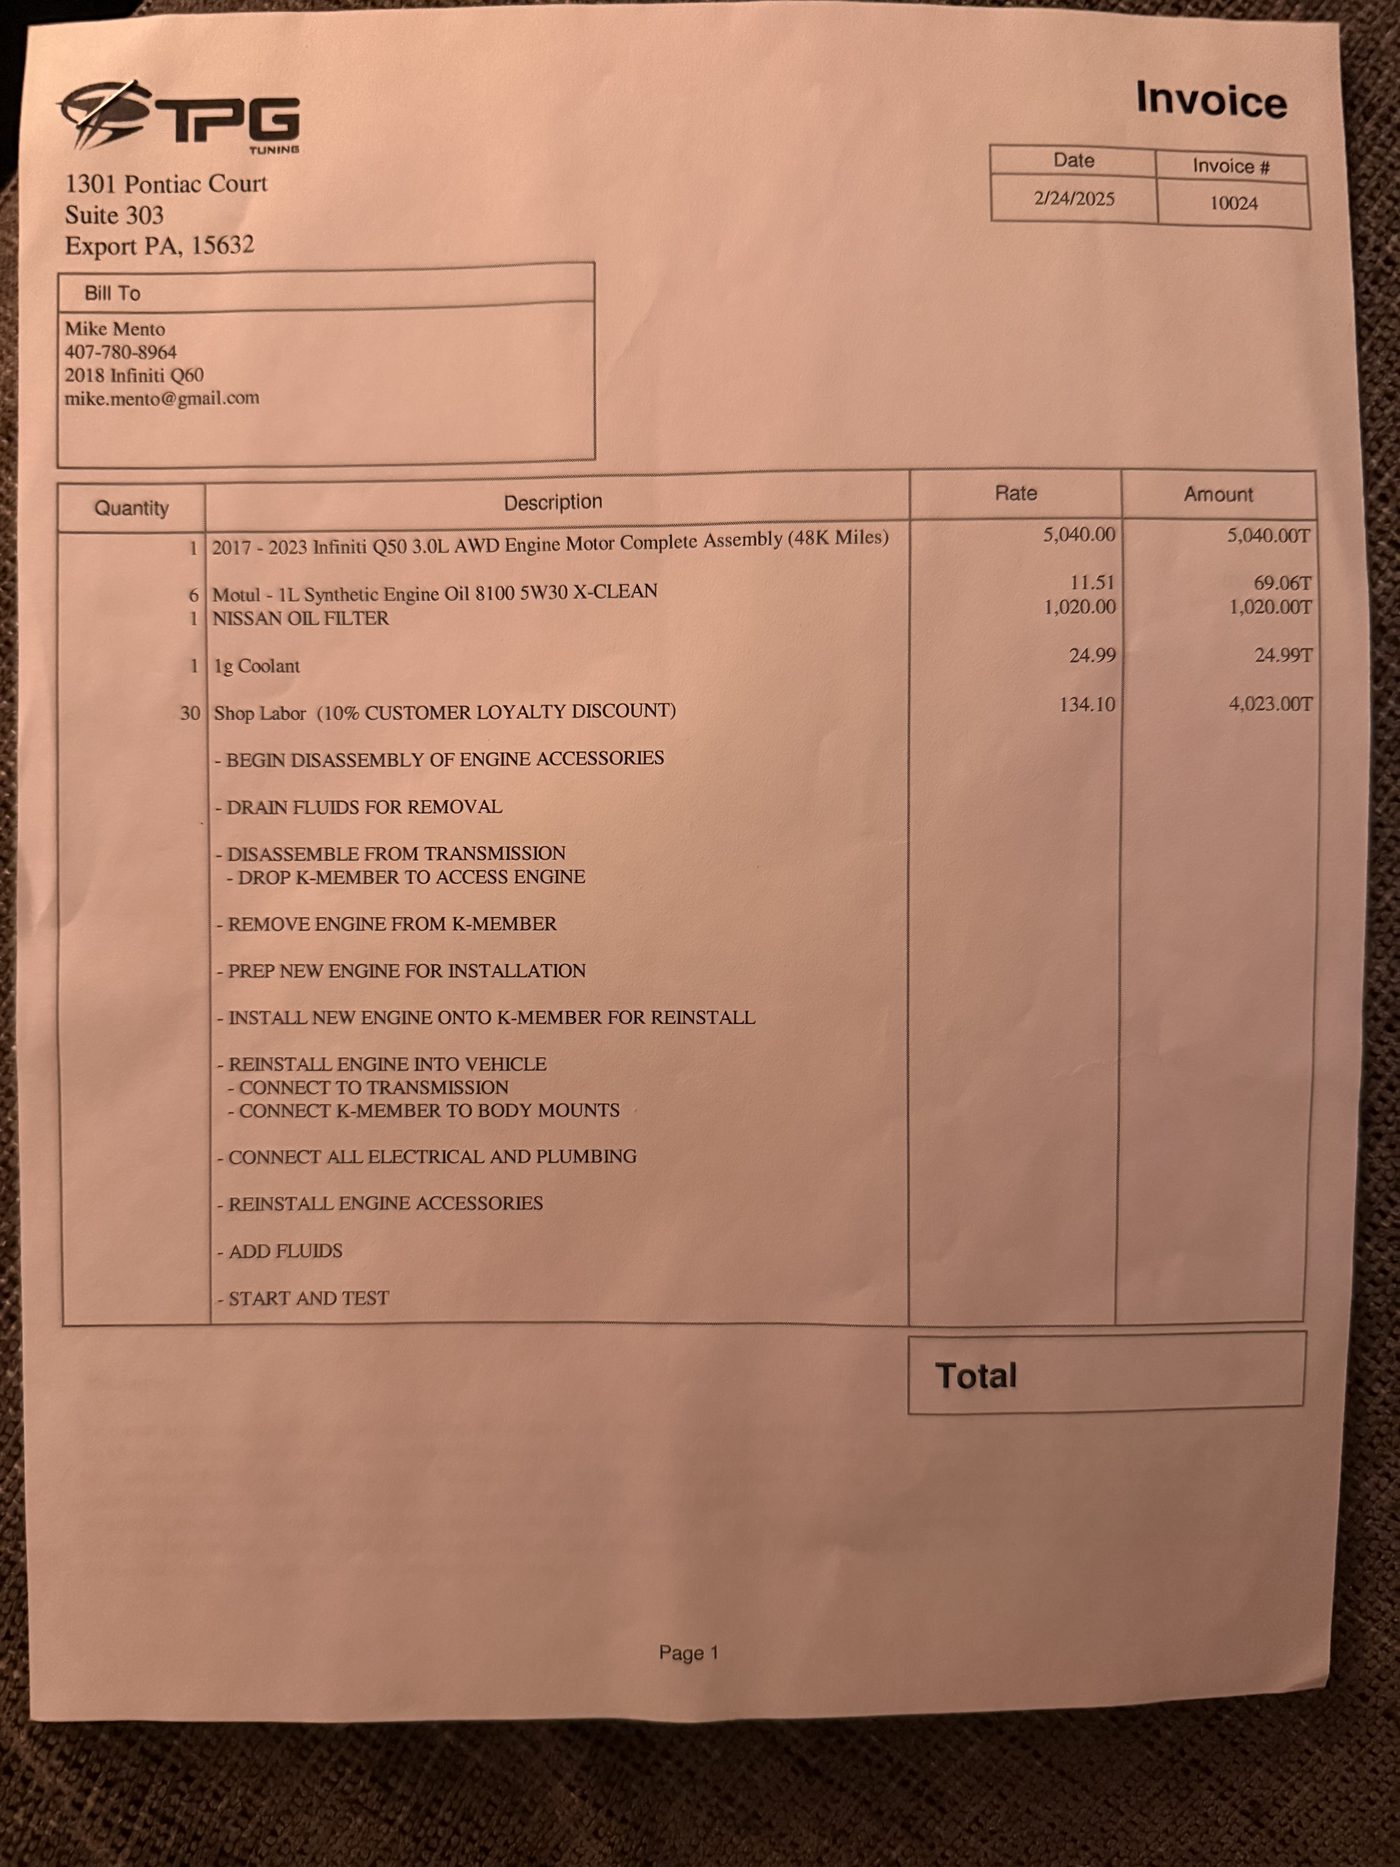 TPG
TUNING
Invoice
Date Invoice #
2/24/2025 10024
1301 Pontiac Court
Suite 303
Export PA, 15632
Bill To
Mike Mento
407-780-8964
2018 Infiniti Q60
mike.mento@gmail.com
Quantity Description Rate Amount
1 2017 - 2023 Infiniti Q50 3.0L AWD Engine Motor Complete Assembly (48K Miles) 5,040.00 5,040.00T
6 Motul - 1L Synthetic Engine Oil 8100 5W30 X-CLEAN 11.51 69.06T
1 NISSAN OIL FILTER 1,020.00 1,020.00T
1 1g Coolant 24.99 24.99T
30 Shop Labor (10% CUSTOMER LOYALTY DISCOUNT) 134.10 4,023.00T
- BEGIN DISASSEMBLY OF ENGINE ACCESSORIES
- DRAIN FLUIDS FOR REMOVAL
- DISASSEMBLE FROM TRANSMISSION
- DROP K-MEMBER TO ACCESS ENGINE
- REMOVE ENGINE FROM K-MEMBER
- PREP NEW ENGINE FOR INSTALLATION
- INSTALL NEW ENGINE ONTO K-MEMBER FOR REINSTALL
- REINSTALL ENGINE INTO VEHICLE
- CONNECT TO TRANSMISSION
- CONNECT K-MEMBER TO BODY MOUNTS
- CONNECT ALL ELECTRICAL AND PLUMBING
- REINSTALL ENGINE ACCESSORIES
- ADD FLUIDS
- START AND TEST
Total
Page 1